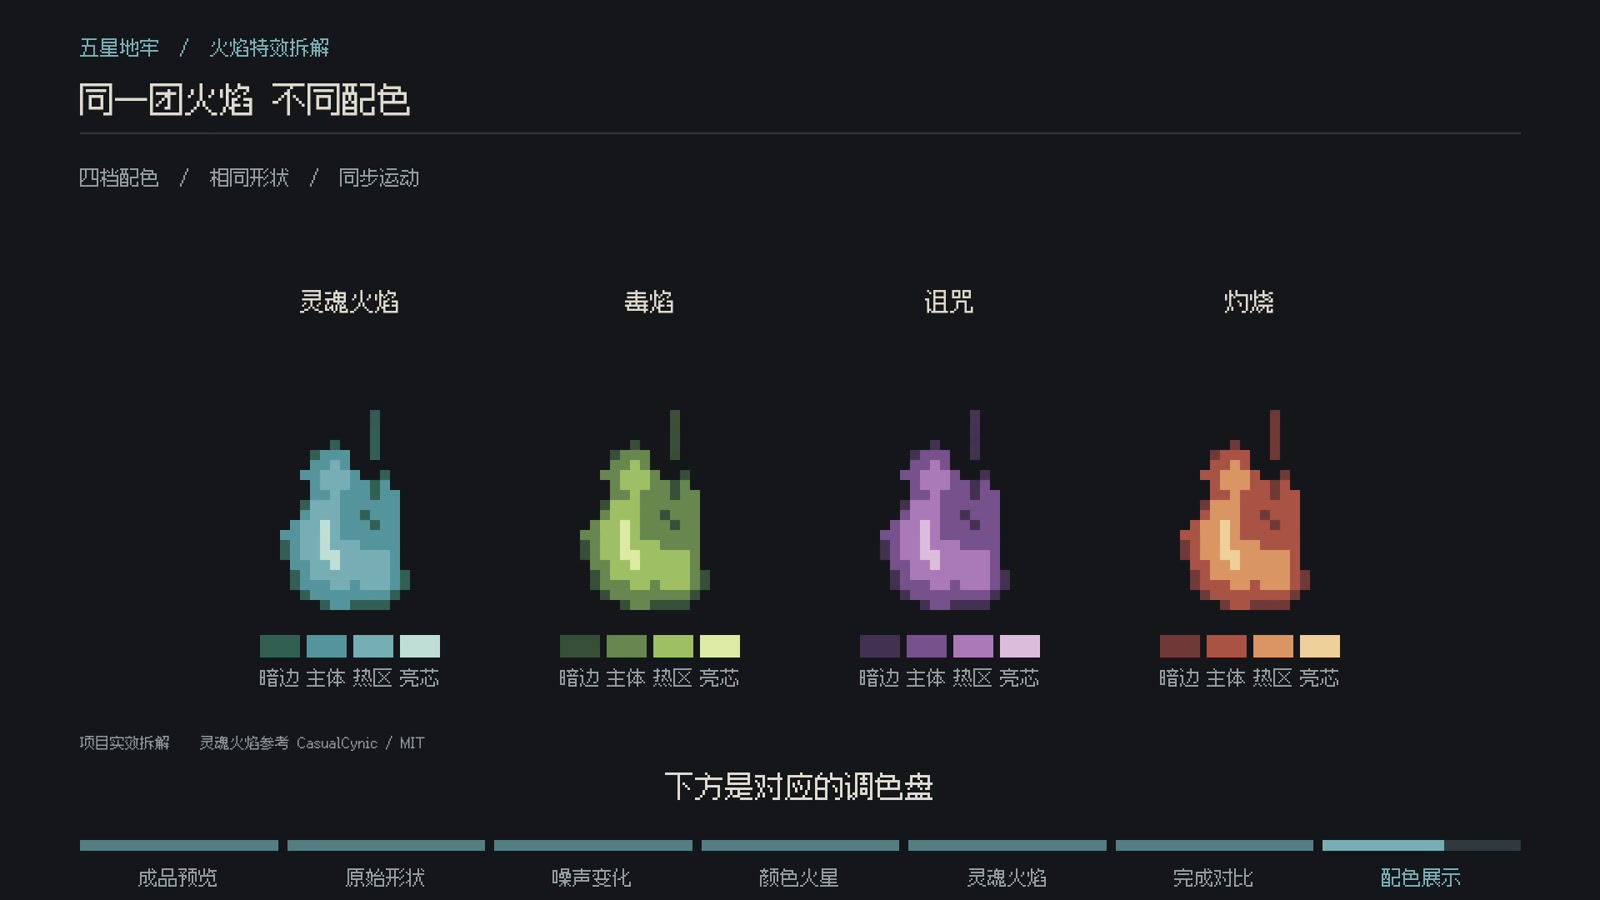 五星地牢 / 火焰特效拆解
同一团火焰 不同配色
四档配色 / 相同形状 / 同步运动
灵魂火焰 毒焰 诅咒 灼烧
暗边 主体 热区 亮芯 暗边 主体 热区 亮芯 暗边 主体 热区 亮芯 暗边 主体 热区 亮芯
项目实效拆解 灵魂火焰参考 CasualCynic / MIT
下方是对应的调色盘
成品预览 原始形状 噪声变化 颜色火星 灵魂火焰 完成对比 配色展示